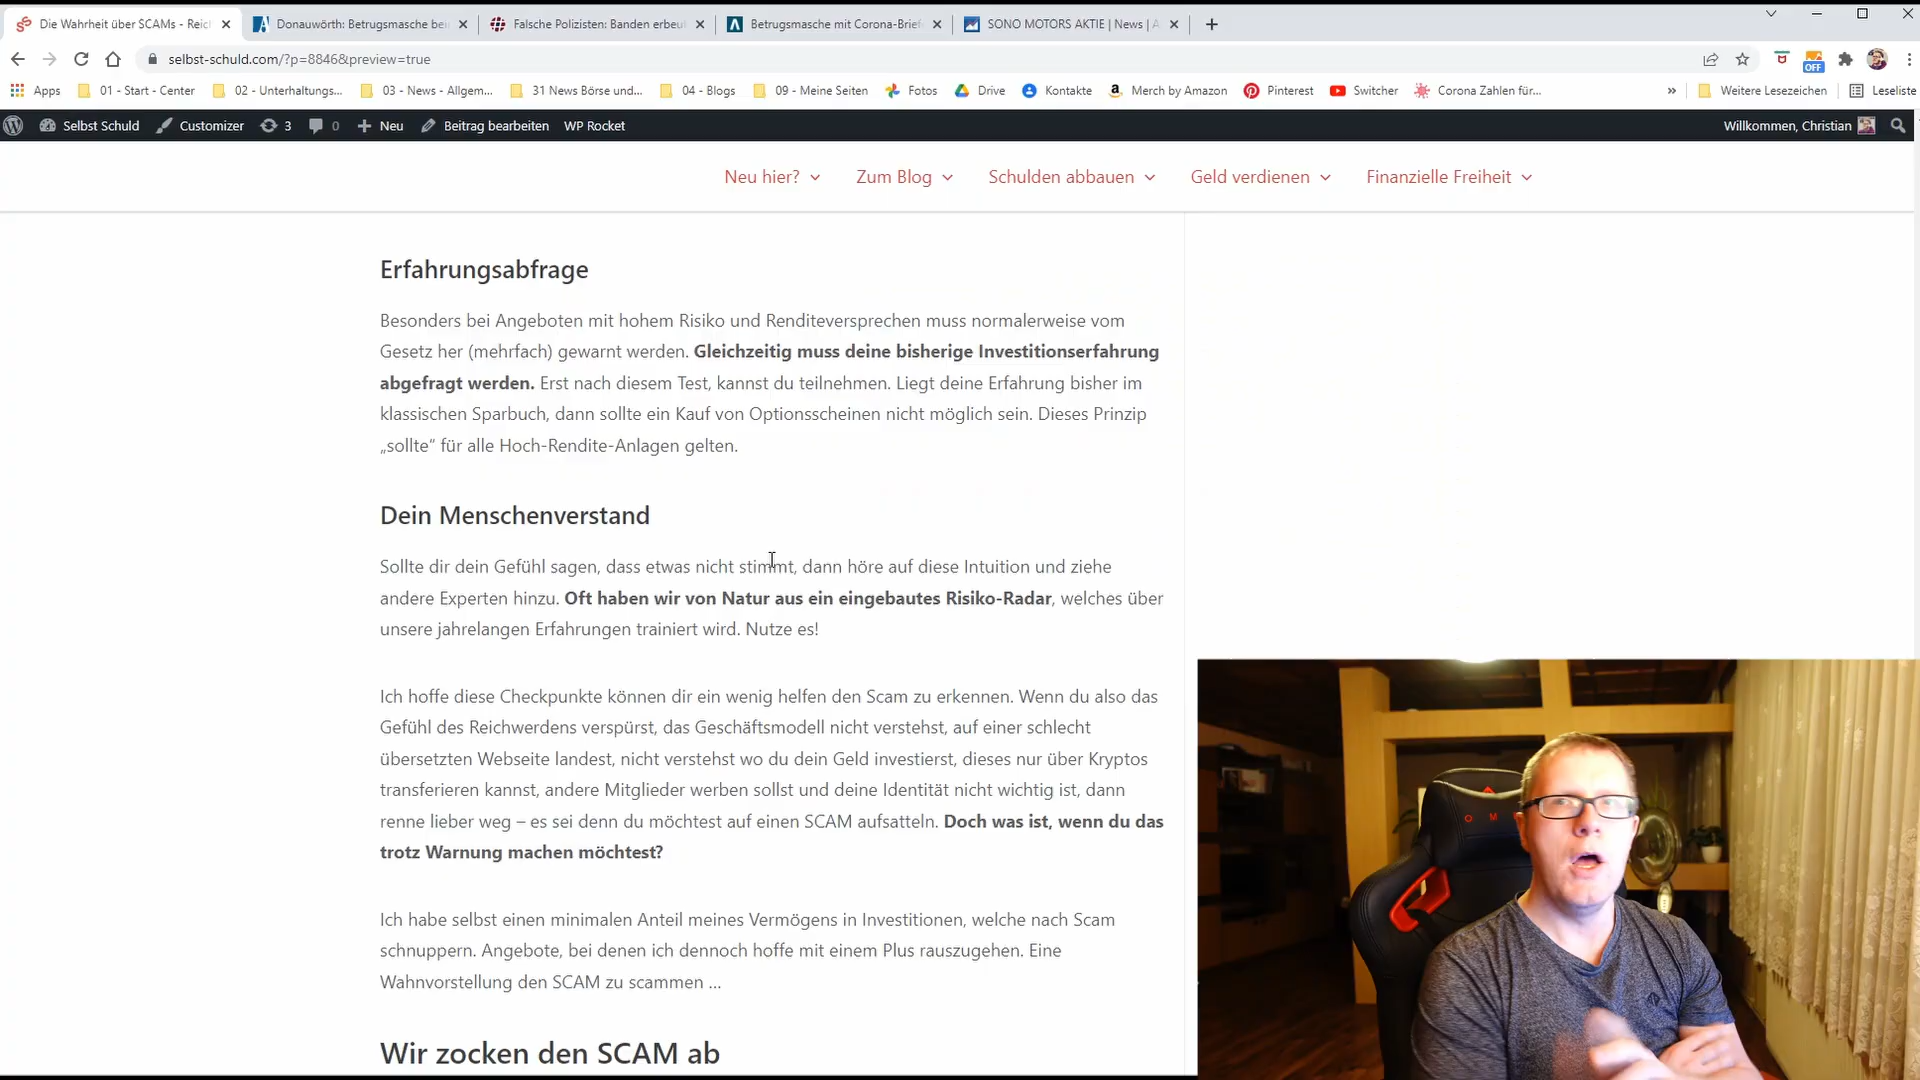 Die Wahrheit über SCAMs - Reic
Donauwörth: Betrugsmasche be
Falsche Polizisten: Banden erbeu
Betrugsmasche mit Corona-Brief
SONO MOTORS AKTIE | News | A
selbst-schuld.com/?p=8846&preview=true
OFF
Apps
01 - Start - Center
02 - Unterhaltungs...
03 - News - Allgem...
31 News Börse und...
04 - Blogs
09 - Meine Seiten
Fotos
Drive
Kontakte
Merch by Amazon
Pinterest
Switcher
Corona Zahlen für...
»
Weitere Lesezeichen
Leseliste
Selbst Schuld
Customizer
3
0
Neu
Beitrag bearbeiten
WP Rocket
Willkommen, Christian
Neu hier?
Zum Blog
Schulden abbauen
Geld verdienen
Finanzielle Freiheit
Erfahrungsabfrage
Besonders bei Angeboten mit hohem Risiko und Renditeversprechen muss normalerweise vom
Gesetz her (mehrfach) gewarnt werden. Gleichzeitig muss deine bisherige Investitionserfahrung
abgefragt werden. Erst nach diesem Test, kannst du teilnehmen. Liegt deine Erfahrung bisher im
klassischen Sparbuch, dann sollte ein Kauf von Optionsscheinen nicht möglich sein. Dieses Prinzip
„sollte“ für alle Hoch-Rendite-Anlagen gelten.
Dein Menschenverstand
Sollte dir dein Gefühl sagen, dass etwas nicht stimmt, dann höre auf diese Intuition und ziehe
andere Experten hinzu. Oft haben wir von Natur aus ein eingebautes Risiko-Radar, welches über
unsere jahrelangen Erfahrungen trainiert wird. Nutze es!
Ich hoffe diese Checkpunkte können dir ein wenig helfen den Scam zu erkennen. Wenn du also das
Gefühl des Reichwerdens verspürst, das Geschäftsmodell nicht verstehst, auf einer schlecht
übersetzten Webseite landest, nicht verstehst wo du dein Geld investierst, dieses nur über Kryptos
transferieren kannst, andere Mitglieder werben sollst und deine Identität nicht wichtig ist, dann
renne lieber weg – es sei denn du möchtest auf einen SCAM aufsatteln. Doch was ist, wenn du das
trotz Warnung machen möchtest?
Ich habe selbst einen minimalen Anteil meines Vermögens in Investitionen, welche nach Scam
schnuppern. Angebote, bei denen ich dennoch hoffe mit einem Plus rauszugehen. Eine
Wahnvorstellung den SCAM zu scammen ...
Wir zocken den SCAM ab